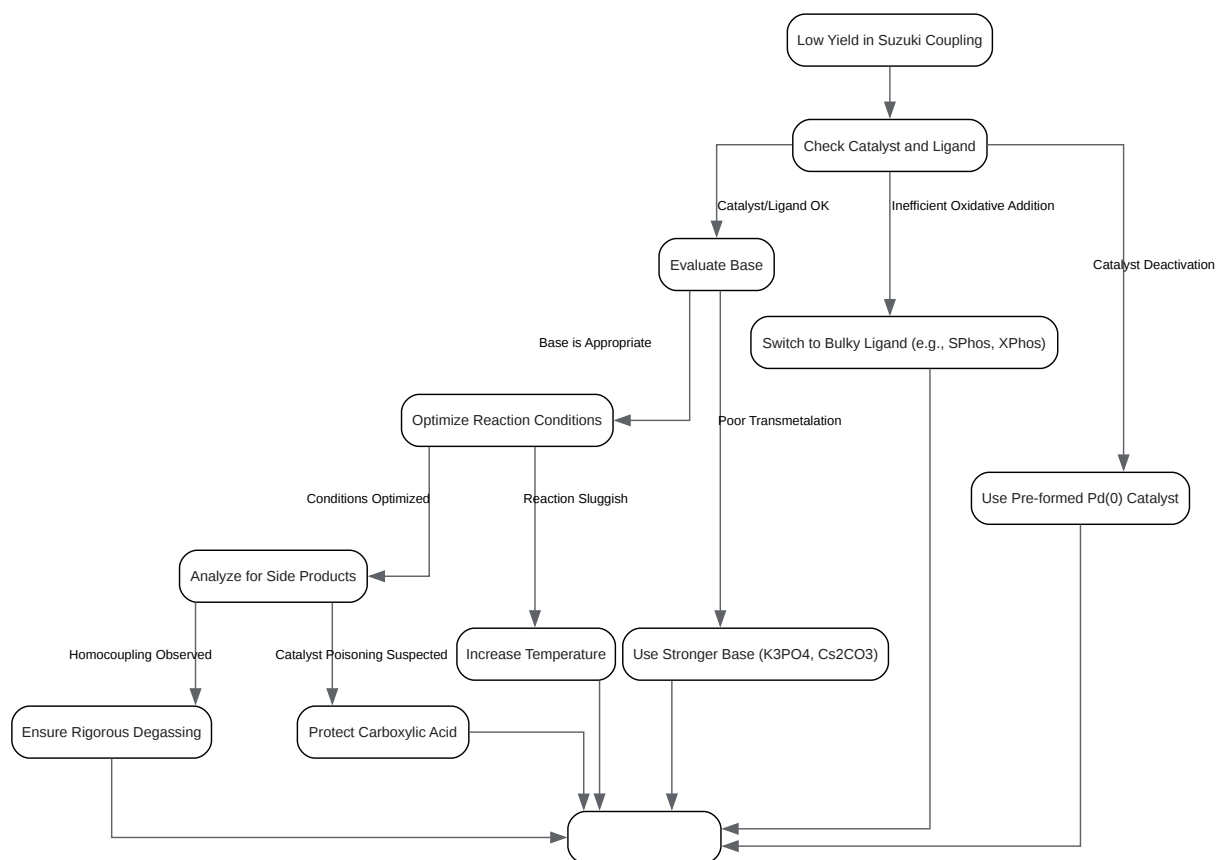 Low Yield in Suzuki Coupling
Check Catalyst and Ligand
Catalyst/Ligand OK
Inefficient Oxidative Addition
Evaluate Base
Catalyst Deactivation
Base is Appropriate
Switch to Bulky Ligand (e.g., SPhos, XPhos)
Optimize Reaction Conditions
Poor Transmetalation
Conditions Optimized
Reaction Sluggish
Use Pre-formed Pd(0) Catalyst
Analyze for Side Products
Homocoupling Observed
Catalyst Poisoning Suspected
Increase Temperature
Use Stronger Base (K3PO4, Cs2CO3)
Ensure Rigorous Degassing
Protect Carboxylic Acid